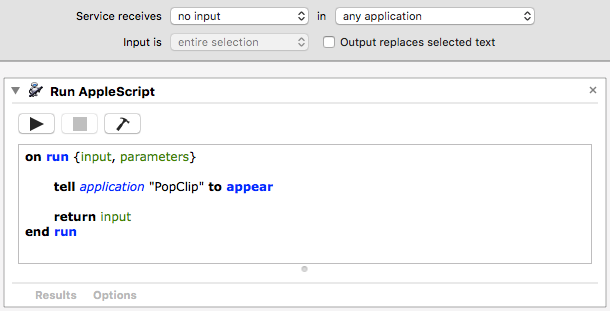 Service receives no input in any application
Input is entire selection Output replaces selected text
Run AppleScript
on run {input, parameters}
tell application "PopClip" to appear
return input
end run
Results Options